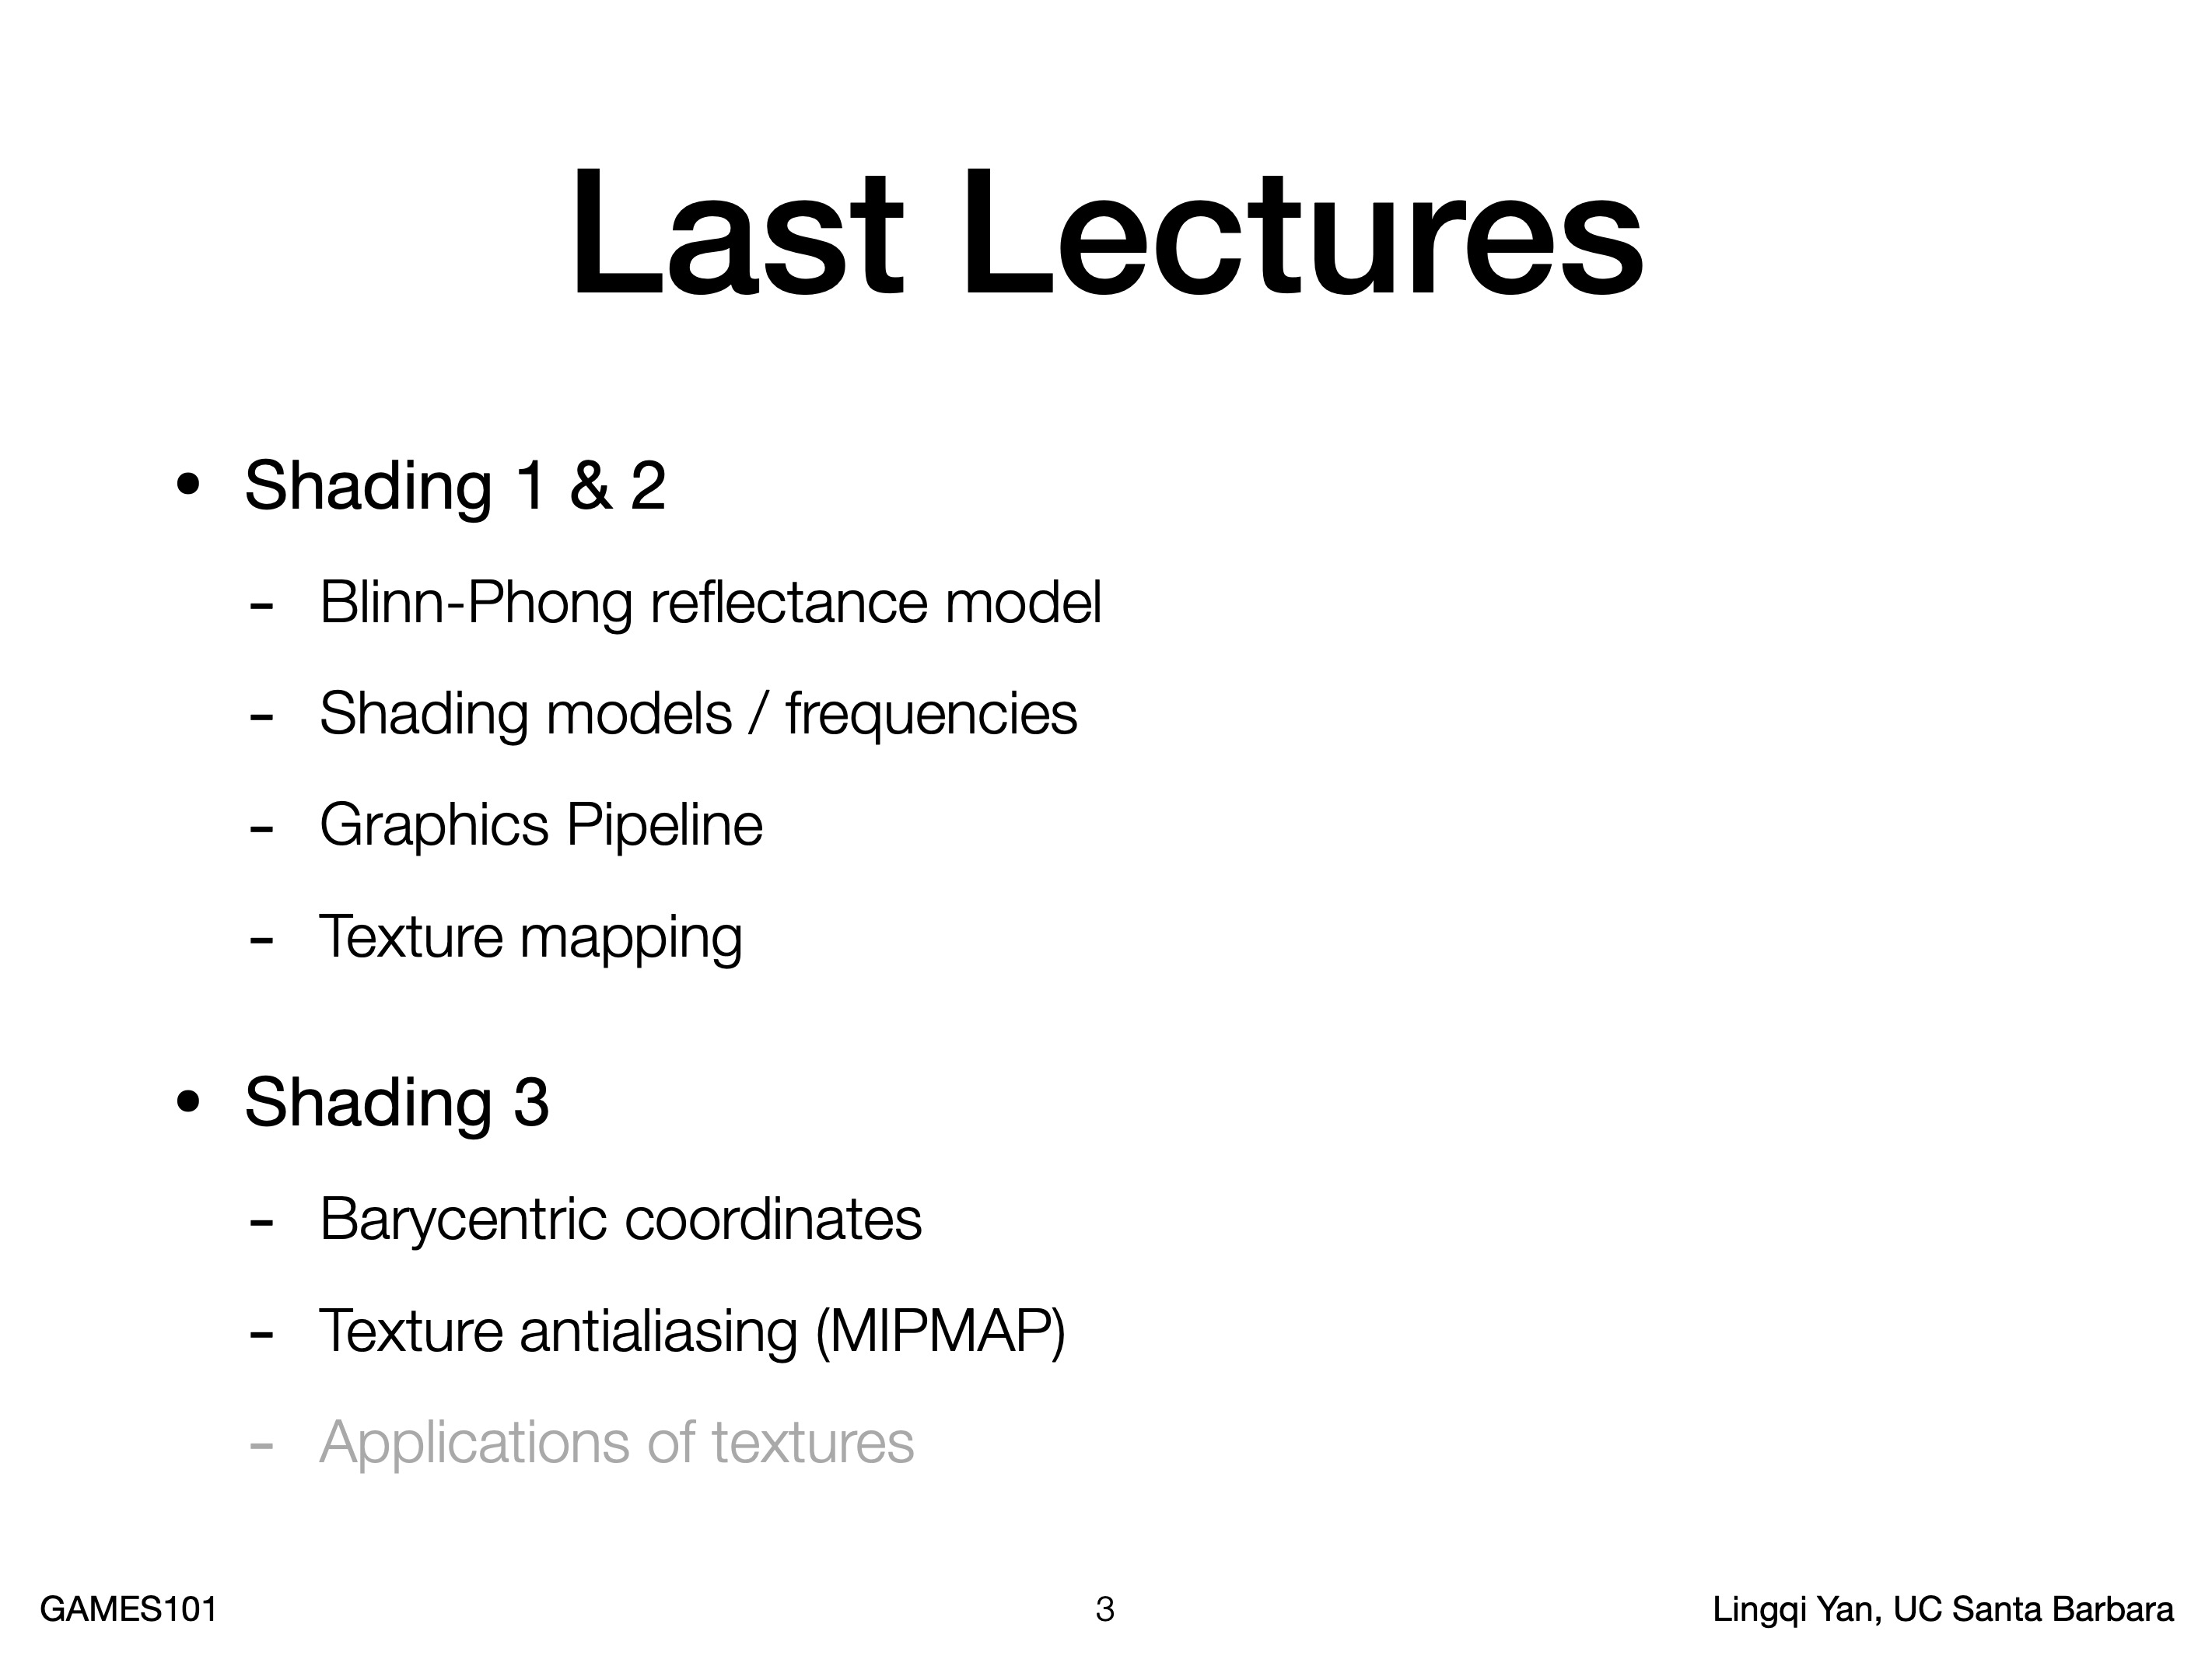 Last Lectures
• Shading 1 & 2
- Blinn-Phong reflectance model
- Shading models / frequencies
- Graphics Pipeline
- Texture mapping
• Shading 3
- Barycentric coordinates
- Texture antialiasing (MIPMAP)
- Applications of textures
GAMES101
3
Lingqi Yan, UC Santa Barbara